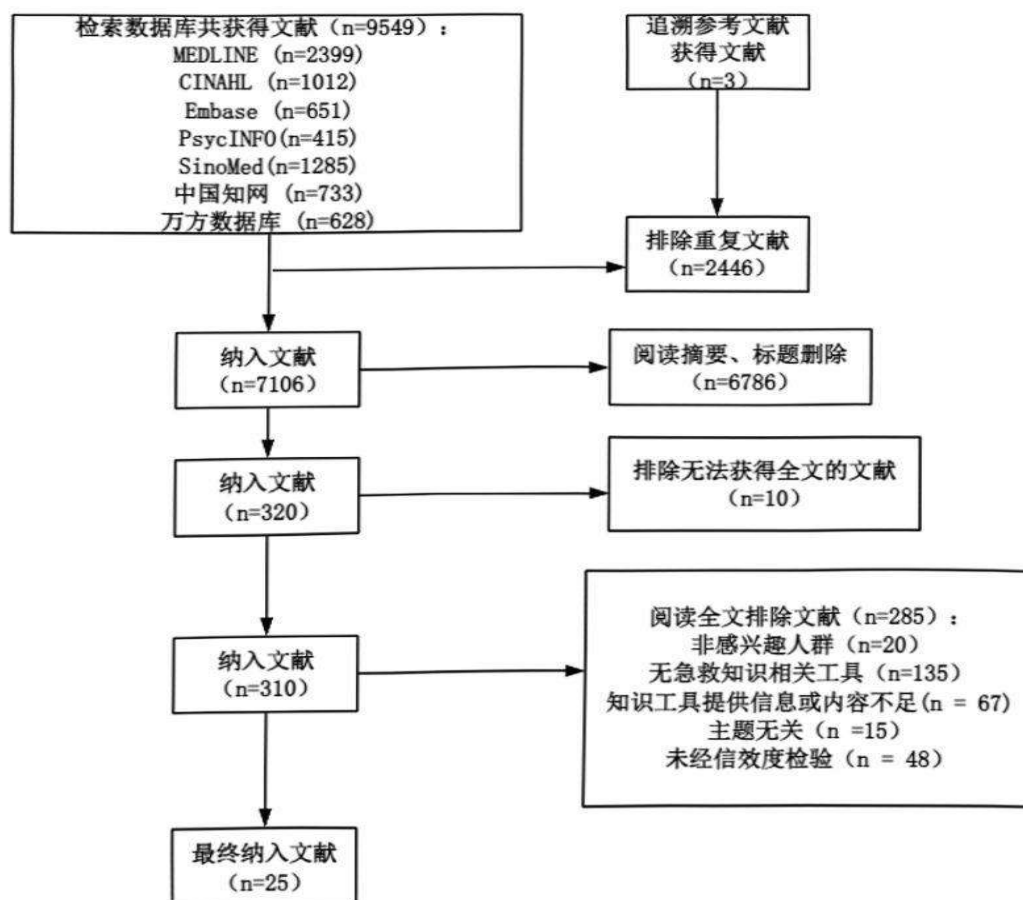 检索数据库共获得文献（n=9549）：
MEDLINE (n=2399)
CINAHL (n=1012)
Embase (n=651)
PsycINFO(n=415)
SinoMed(n=1285)
中国知网 (n=733)
万方数据库 (n=628)
追溯参考文献
获得文献
(n=3)
排除重复文献
（n=2446）
纳入文献
（n=7106）
阅读摘要、标题删除
（n=6786）
纳入文献
（n=320）
排除无法获得全文的文献
（n=10）
纳入文献
（n=310）
阅读全文排除文献（n=285）：
非感兴趣人群（n=20）
无急救知识相关工具（n=135）
知识工具提供信息或内容不足(n = 67)
主题无关（n =15）
未经信效度检验（n = 48）
最终纳入文献
（n=25）